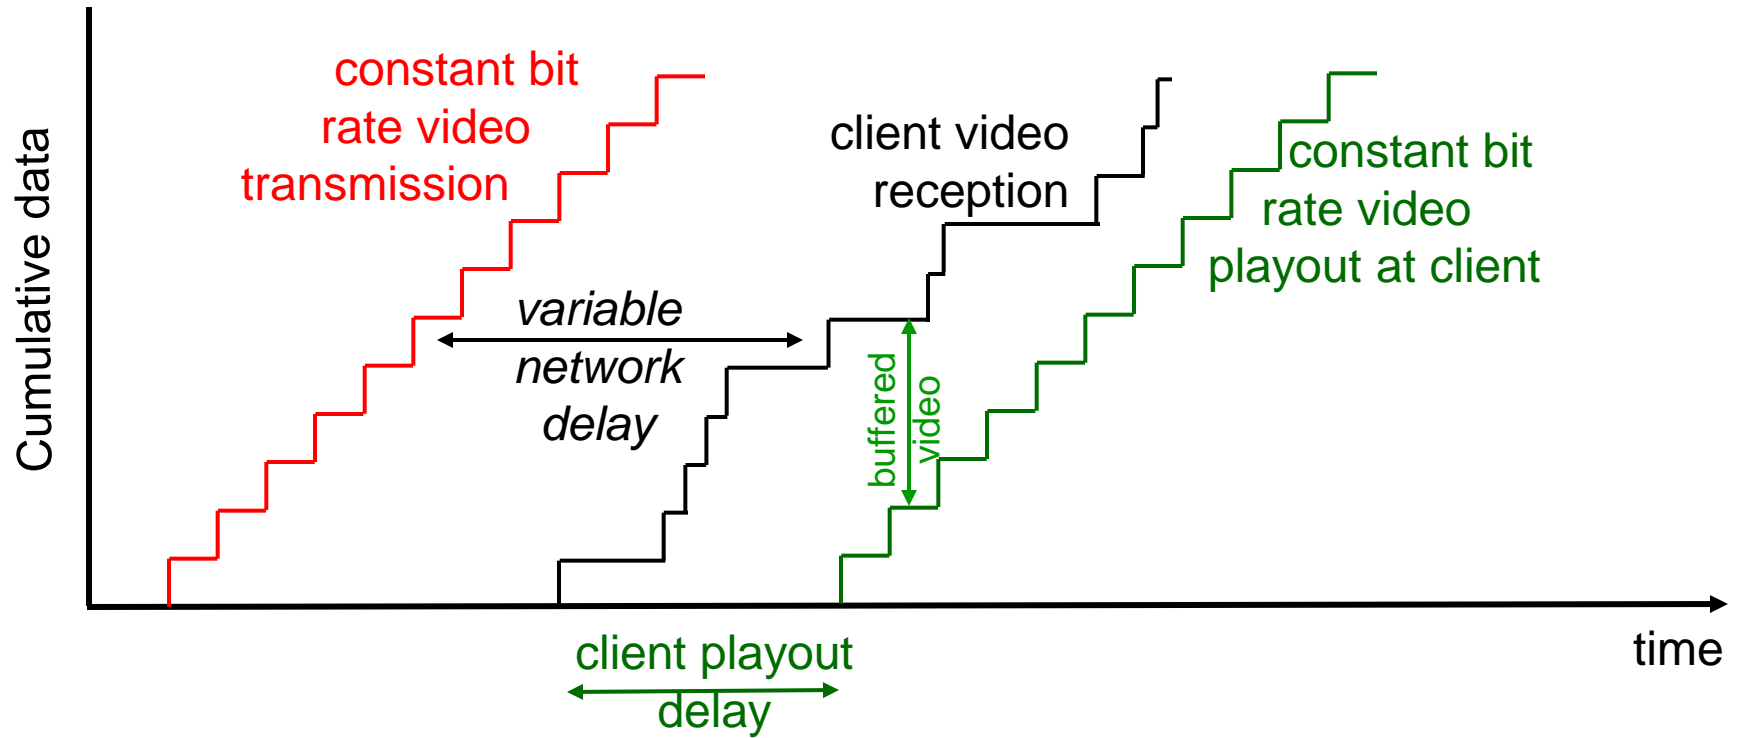 constant bit
rate video
transmission
client video
reception
constant bit
rate video
playout at client
Cumulative data
variable
network
delay
buffered
video
time
client playout
delay